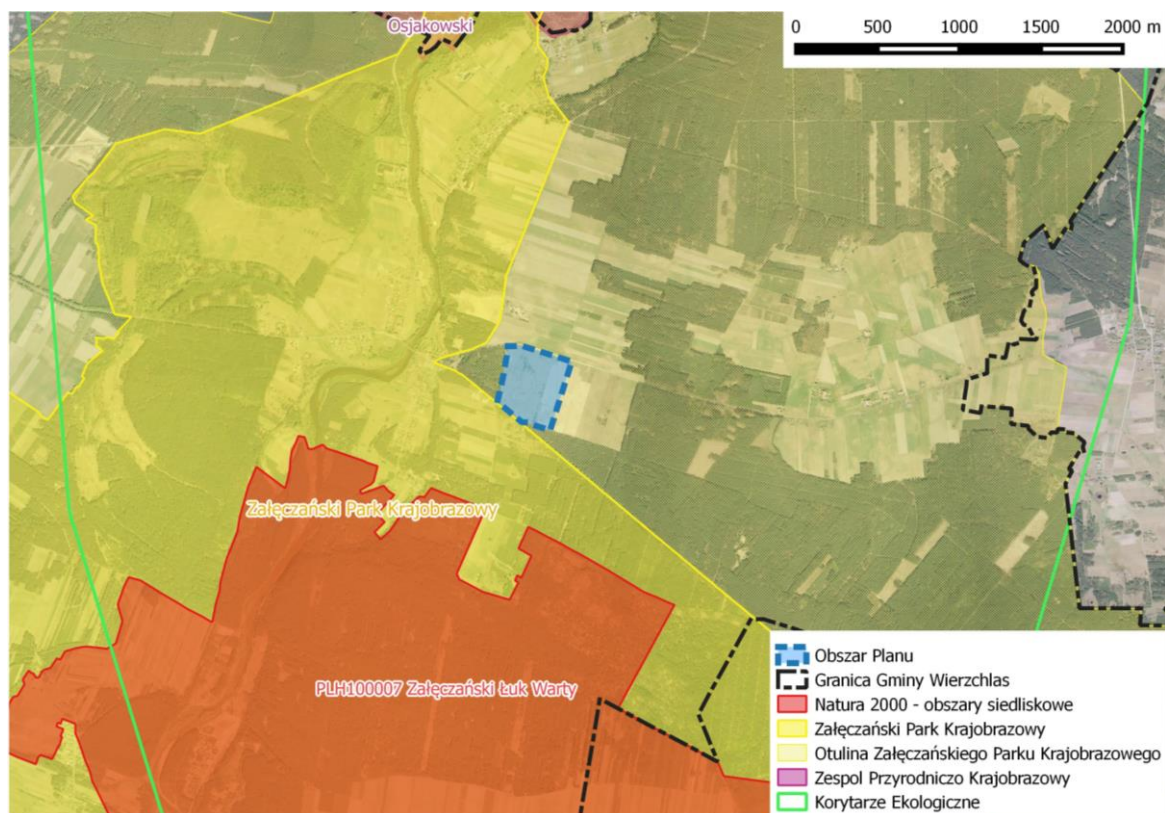 Osjakowski
0 500 1000 1500 2000 m
Załęczański Park Krajobrazowy
PLH100007 Załęczański Łuk Warty
Obszar Planu
Granica Gminy Wierzchlas
Natura 2000 - obszary siedliskowe
Załęczański Park Krajobrazowy
Otulina Załęczańskiego Parku Krajobrazowego
Zespol Przyrodniczo Krajobrazowy
Korytarze Ekologiczne